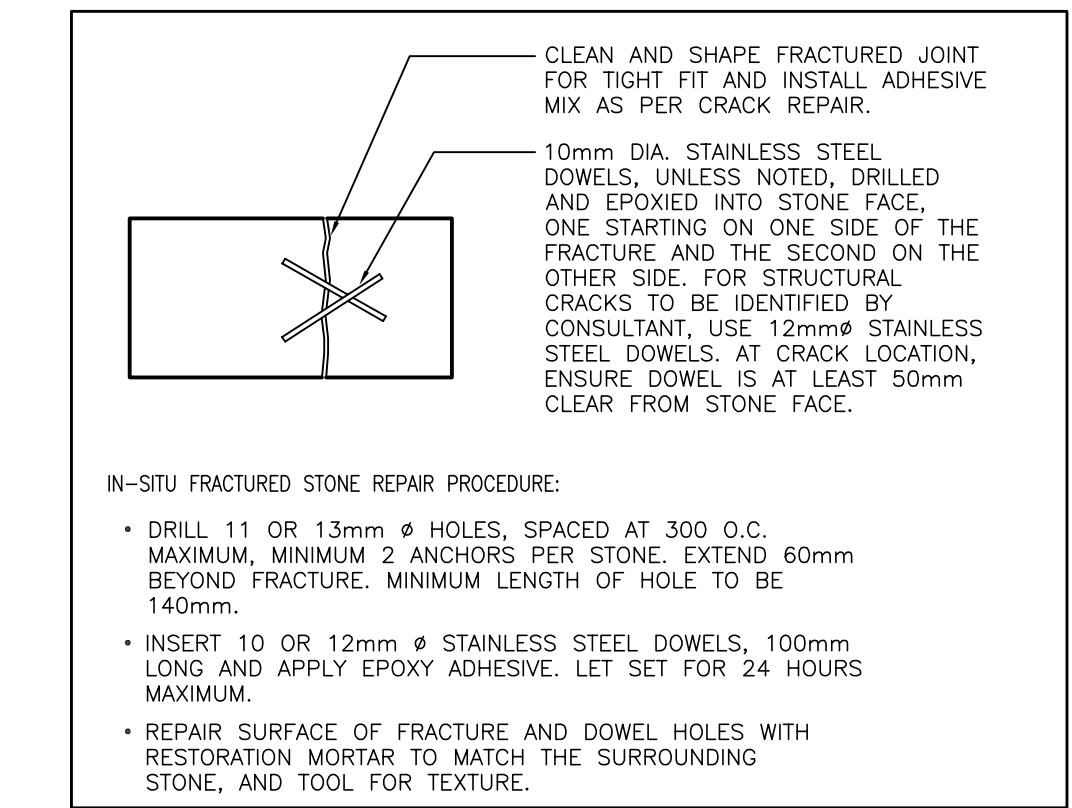 CLEAN AND SHAPE FRACTURED JOINT
FOR TIGHT FIT AND INSTALL ADHESIVE
MIX AS PER CRACK REPAIR.
10mm DIA. STAINLESS STEEL
DOWELS, UNLESS NOTED, DRILLED
AND EPOXIED INTO STONE FACE,
ONE STARTING ON ONE SIDE OF THE
FRACTURE AND THE SECOND ON THE
OTHER SIDE. FOR STRUCTURAL
CRACKS TO BE IDENTIFIED BY
CONSULTANT, USE 12mmø STAINLESS
STEEL DOWELS. AT CRACK LOCATION,
ENSURE DOWEL IS AT LEAST 50mm
CLEAR FROM STONE FACE.
IN-SITU FRACTURED STONE REPAIR PROCEDURE:
• DRILL 11 OR 13mm ø HOLES, SPACED AT 300 O.C.
MAXIMUM, MINIMUM 2 ANCHORS PER STONE. EXTEND 60mm
BEYOND FRACTURE. MINIMUM LENGTH OF HOLE TO BE
140mm.
• INSERT 10 OR 12mm ø STAINLESS STEEL DOWELS, 100mm
LONG AND APPLY EPOXY ADHESIVE. LET SET FOR 24 HOURS
MAXIMUM.
• REPAIR SURFACE OF FRACTURE AND DOWEL HOLES WITH
RESTORATION MORTAR TO MATCH THE SURROUNDING
STONE, AND TOOL FOR TEXTURE.